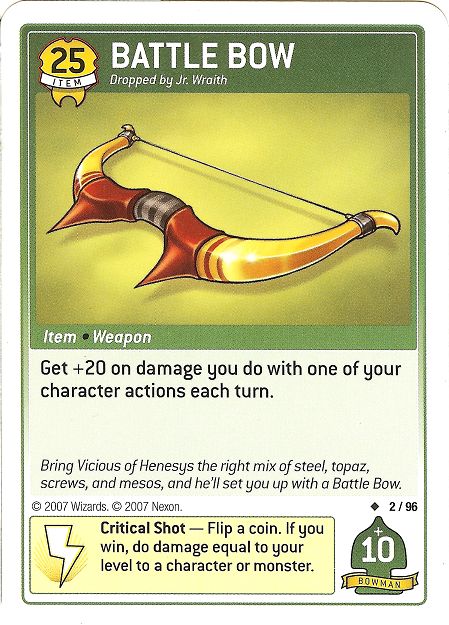 25
ITEM
BATTLE BOW
Dropped by Jr. Wraith
Item • Weapon
Get +20 on damage you do with one of your
character actions each turn.
Bring Vicious of Henesys the right mix of steel, topaz,
screws, and mesos, and he'll set you up with a Battle Bow.
© 2007 Wizards. © 2007 Nexon.
◆ 2 / 96
Critical Shot — Flip a coin. If you
win, do damage equal to your
level to a character or monster.
+
10
BOWMAN